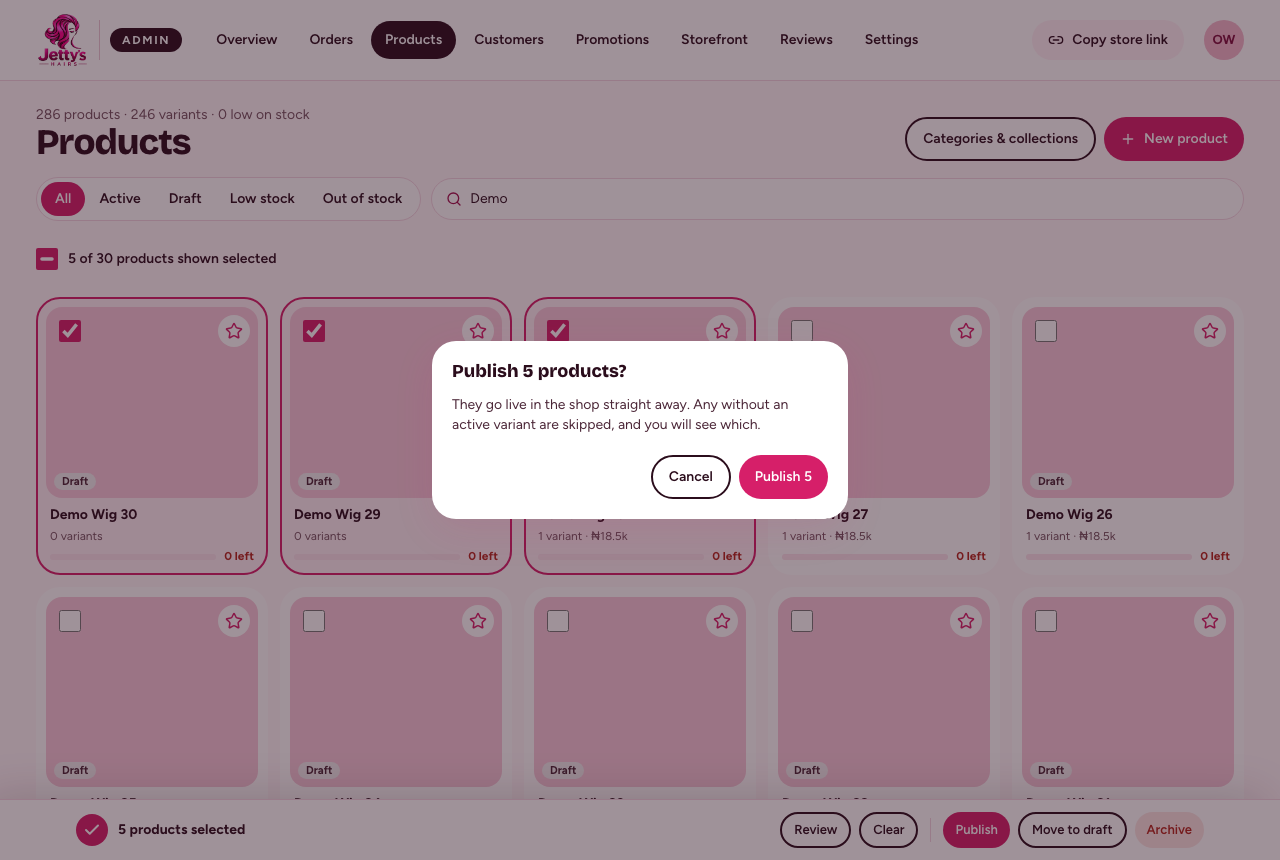 Jetty's
HAIRS
ADMIN
Overview
Orders
Products
Customers
Promotions
Storefront
Reviews
Settings
Copy store link
OW
286 products · 246 variants · 0 low on stock
Products
Categories & collections
New product
All
Active
Draft
Low stock
Out of stock
Demo
5 of 30 products shown selected
Publish 5 products?
They go live in the shop straight away. Any without an
active variant are skipped, and you will see which.
Cancel
Publish 5
Draft
Draft
Draft
Demo Wig 30
Demo Wig 29
27
Demo Wig 26
0 variants
0 variants
1 variant · ₦18.5k
1 variant · ₦18.5k
1 variant · ₦18.5k
0 left
0 left
0 left
0 left
0 left
Draft
Draft
Draft
Draft
Draft
5 products selected
Review
Clear
Publish
Move to draft
Archive